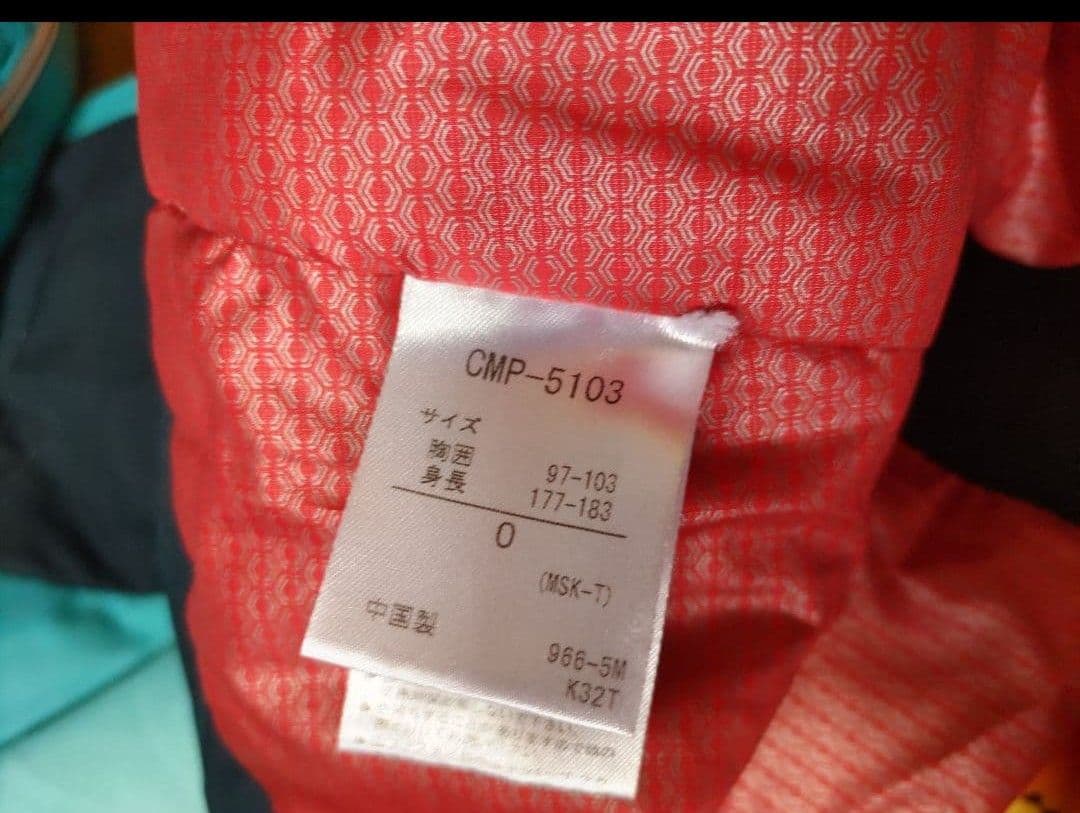 CMP-5103
サイズ
胸囲 97-103
身長 177-183
O
(MSK-T)
中国製
966-5M
K32T